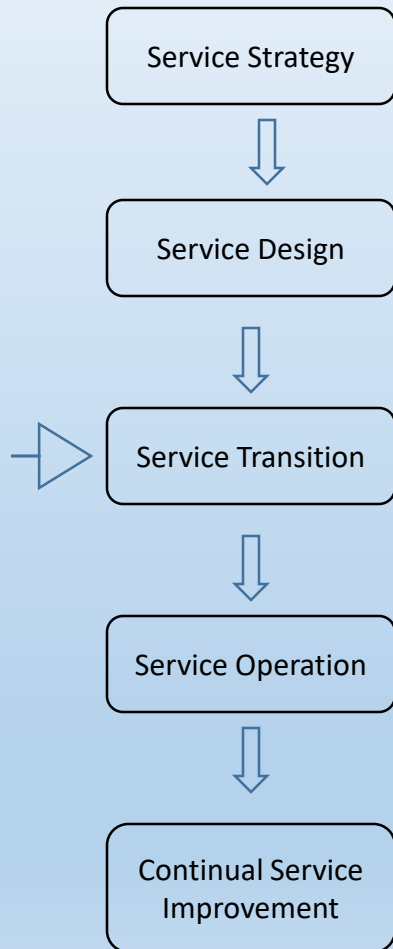 Service Strategy
Service Design
Service Transition
Service Operation
Continual Service
Improvement